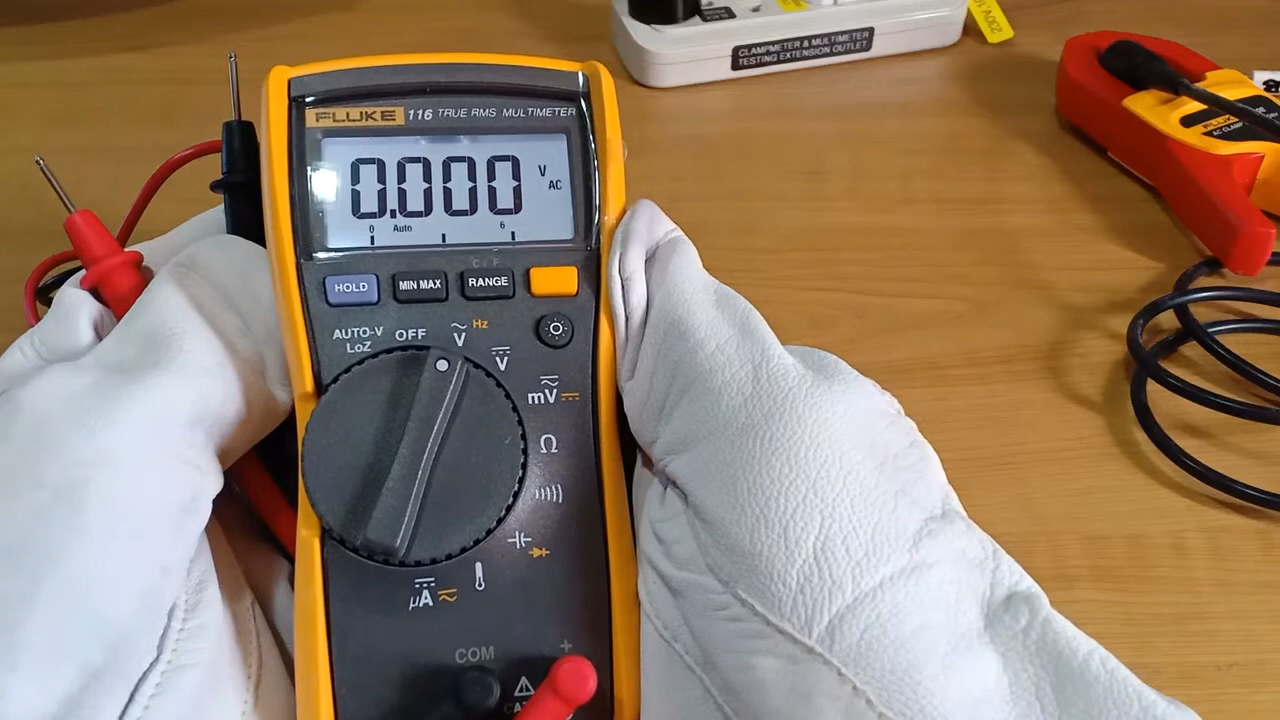 CLAMPMETER & MULTIMETER
TESTING EXTENSION OUTLET
230V
FLUKE 116 TRUE RMS MULTIMETER
0.000 V AC
0 Auto 6
C / F
HOLD MIN MAX RANGE
AUTO-V LoZ
OFF
V Hz
V
mV
Ω
µA
COM
+
FLUKE